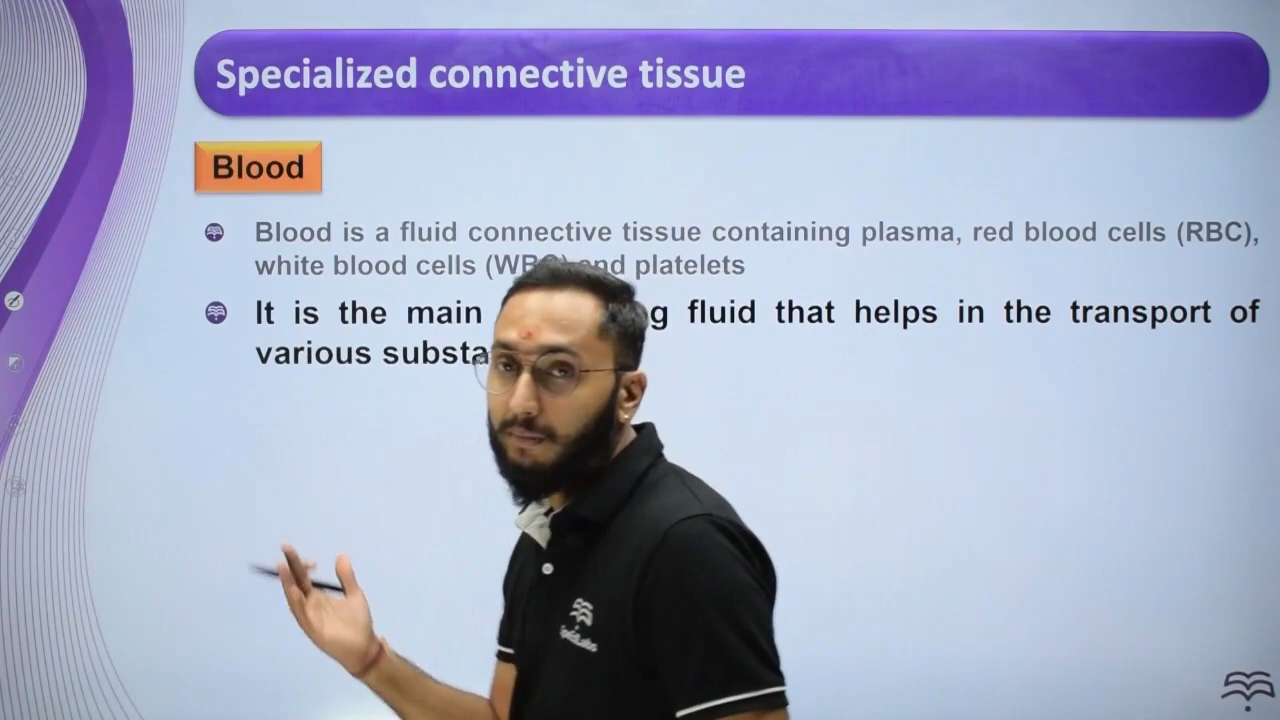 Specialized connective tissue
Blood
Blood is a fluid connective tissue containing plasma, red blood cells (RBC),
white blood cells (WBC) and platelets
It is the main fluid that helps in the transport of
various